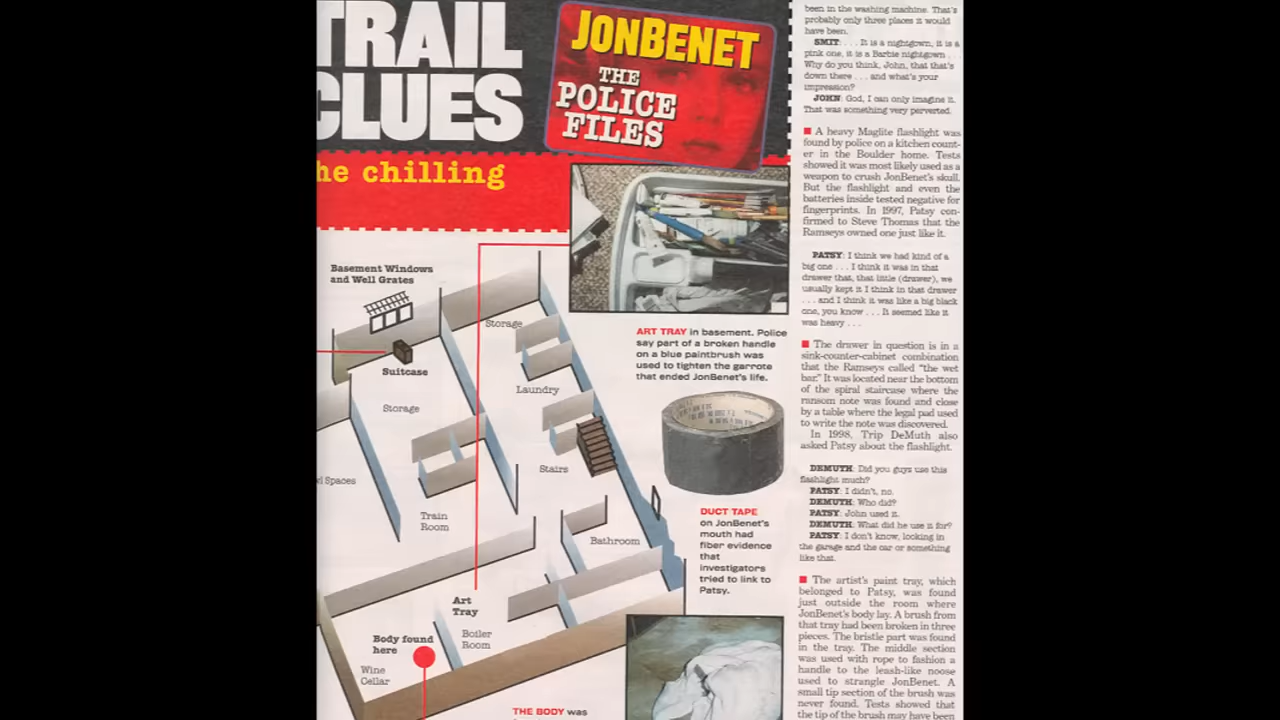 TRAIL
CLUES
JONBENET
THE
POLICE
FILES
he chilling
Basement Windows
and Well Grates
Suitcase
Storage
Storage
Laundry
Stairs
Spaces
Train
Room
Bathroom
Art
Tray
Boiler
Room
Body found
here
Wine
Cellar
ART TRAY in basement. Police
say part of a broken handle
on a blue paintbrush was
used to tighten the garrote
that ended JonBenet's life.
DUCT TAPE
on JonBenet's
mouth had
fiber evidence
that
investigators
tried to link to
Patsy.
THE BODY was
been in the washing machine. That's
probably only three places it would
have been.
SMIT: . . . It is a nightgown, it is a
pink one, it is a Barbie nightgown . . .
Why do you think, John, that that's
down there . . . and what's your
impression?
JOHN: God, I can only imagine it.
That was something very perverted.
■ A heavy Maglite flashlight was
found by police on a kitchen count-
er in the Boulder home. Tests
showed it was most likely used as a
weapon to crush JonBenet's skull.
But the flashlight and even the
batteries inside tested negative for
fingerprints. In 1997, Patsy con-
firmed to Steve Thomas that the
Ramseys owned one just like it.
PATSY: I think we had kind of a
big one . . . I think it was in that
drawer that, that little (drawer), we
usually kept it I think in that drawer
. . . and I think it was like a big black
one, you know . . . It seemed like it
was heavy . . .
■ The drawer in question is in a
sink-counter-cabinet combination
that the Ramseys called "the wet
bar." It was located near the bottom
of the spiral staircase where the
ransom note was found and close
by a table where the legal pad used
to write the note was discovered.
In 1998, Trip DeMuth also
asked Patsy about the flashlight.
DEMUTH: Did you guys use this
flashlight much?
PATSY: I didn't, no.
DEMUTH: Who did?
PATSY: John used it.
DEMUTH: What did he use it for?
PATSY: I don't know, looking in
the garage and the car or something
like that.
■ The artist's paint tray, which
belonged to Patsy, was found
just outside the room where
JonBenet's body lay. A brush from
that tray had been broken in three
pieces. The bristle part was found
in the tray. The middle section
was used with rope to fashion a
handle to the leash-like noose
used to strangle JonBenet. A
small tip section of the brush was
never found. Tests showed that
the tip of the brush may have been